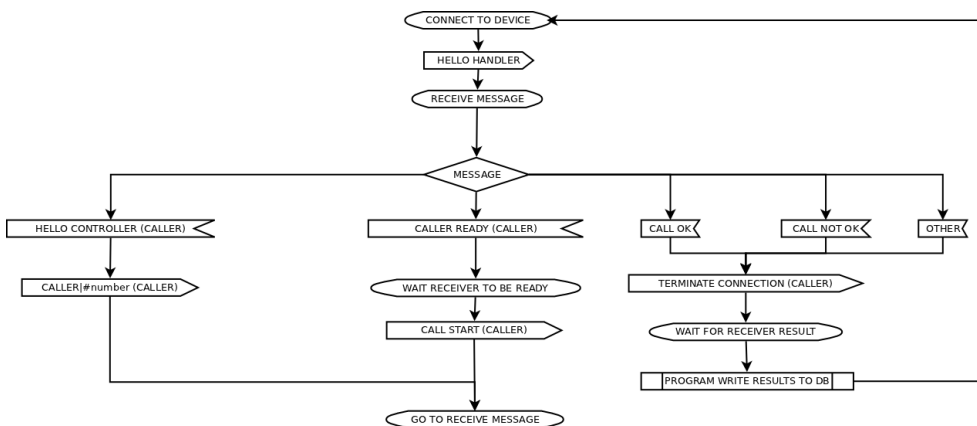 CONNECT TO DEVICE
HELLO HANDLER
RECEIVE MESSAGE
MESSAGE
HELLO CONTROLLER (CALLER)
CALLER READY (CALLER)
CALL OK
CALL NOT OK
OTHER
CALLER|#number (CALLER)
WAIT RECEIVER TO BE READY
TERMINATE CONNECTION (CALLER)
CALL START (CALLER)
WAIT FOR RECEIVER RESULT
PROGRAM WRITE RESULTS TO DB
GO TO RECEIVE MESSAGE